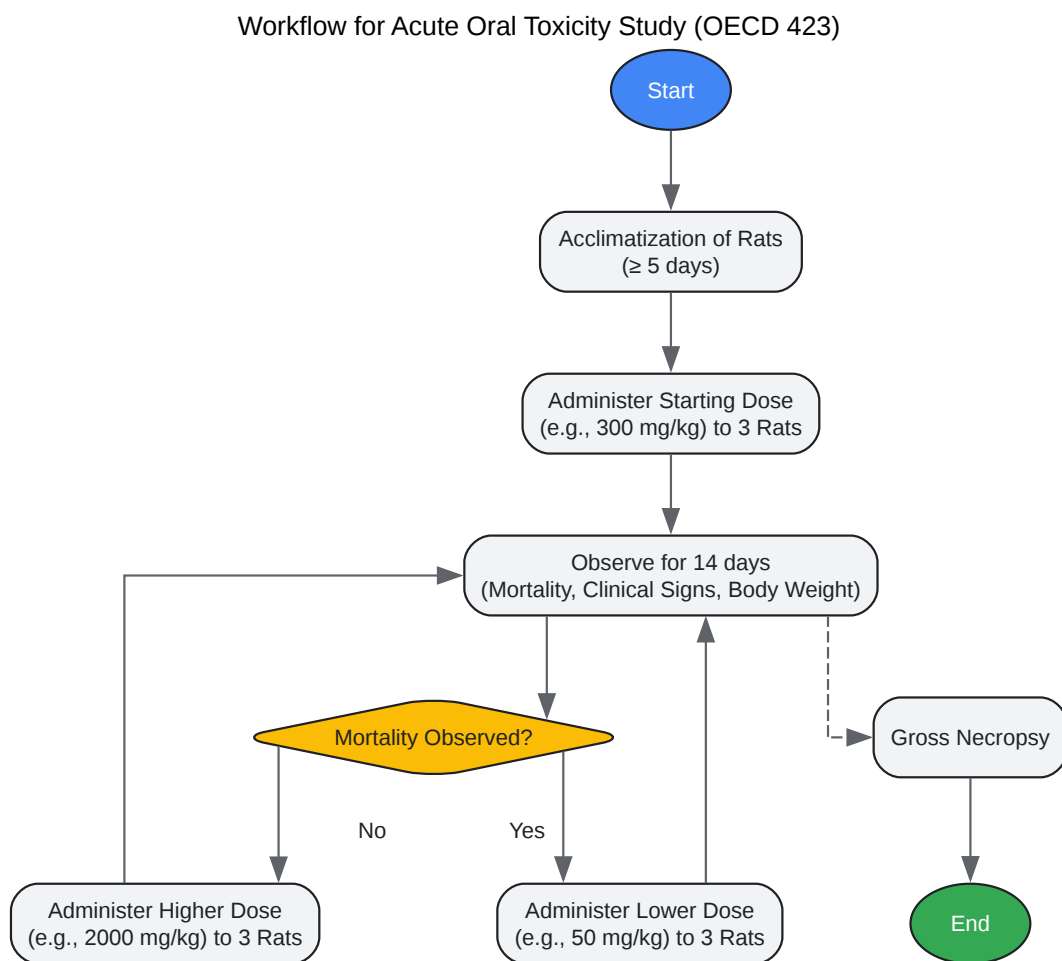 Workflow for Acute Oral Toxicity Study (OECD 423)
Start
Acclimatization of Rats
(≥ 5 days)
Administer Starting Dose
(e.g., 300 mg/kg) to 3 Rats
Observe for 14 days
(Mortality, Clinical Signs, Body Weight)
Mortality Observed?
Gross Necropsy
No
Yes
Administer Higher Dose
(e.g., 2000 mg/kg) to 3 Rats
Administer Lower Dose
(e.g., 50 mg/kg) to 3 Rats
End